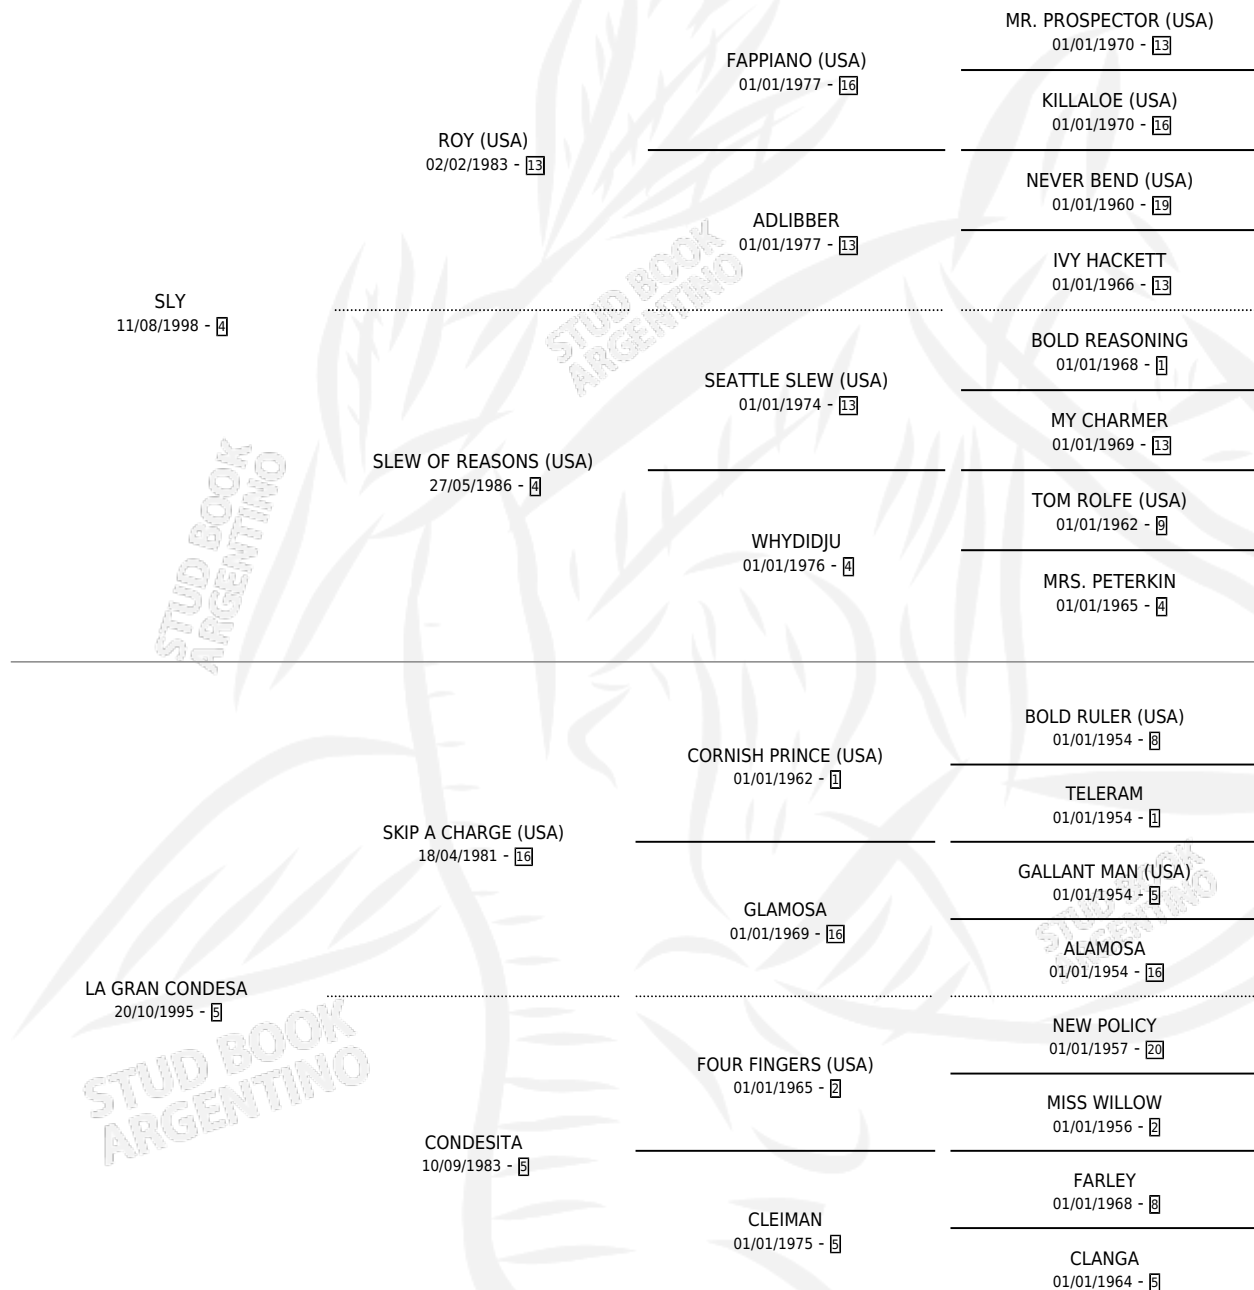 MR. PROSPECTOR (USA)
01/01/1970 - 13
FAPPIANO (USA)
01/01/1977 - 16
KILLALOE (USA)
01/01/1970 - 16
ROY (USA)
02/02/1983 - 13
NEVER BEND (USA)
01/01/1960 - 19
ADLIBBER
01/01/1977 - 13
IVY HACKETT
01/01/1966 - 13
SLY
11/08/1998 - 4
STUD BOOK
ARGENTINO
BOLD REASONING
01/01/1968 - 1
SEATTLE SLEW (USA)
01/01/1974 - 13
MY CHARMER
01/01/1969 - 13
SLEW OF REASONS (USA)
27/05/1986 - 4
TOM ROLFE (USA)
01/01/1962 - 9
WHYDIDJU
01/01/1976 - 4
MRS. PETERKIN
01/01/1965 - 4
STUD BOOK
ARGENTINO
BOLD RULER (USA)
01/01/1954 - 8
CORNISH PRINCE (USA)
01/01/1962 - 1
TELERAM
01/01/1954 - 1
SKIP A CHARGE (USA)
18/04/1981 - 16
GALLANT MAN (USA)
01/01/1954 - 5
GLAMOSA
01/01/1969 - 16
ALAMOSA
01/01/1954 - 16
STUD BOOK
ARGENTINO
LA GRAN CONDESA
20/10/1995 - 5
STUD BOOK
ARGENTINO
NEW POLICY
01/01/1957 - 20
FOUR FINGERS (USA)
01/01/1965 - 2
MISS WILLOW
01/01/1956 - 2
CONDESITA
10/09/1983 - 5
FARLEY
01/01/1968 - 8
CLEIMAN
01/01/1975 - 5
CLANGA
01/01/1964 - 5